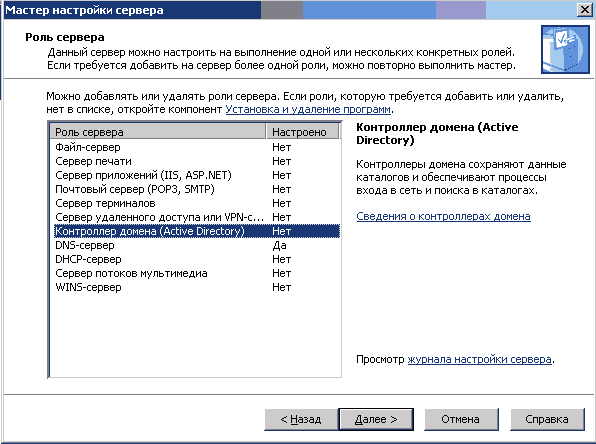 Мастер настройки сервера
Роль сервера
Данный сервер можно настроить на выполнение одной или нескольких конкретных ролей.
Если требуется добавить на сервер более одной роли, можно повторно выполнить мастер.
Можно добавлять или удалять роли сервера. Если роли, которую требуется добавить или удалить,
нет в списке, откройте компонент Установка и удаление программ.
Роль сервера Настроено
Файл-сервер Нет
Сервер печати Нет
Сервер приложений (IIS, ASP.NET) Нет
Почтовый сервер (POP3, SMTP) Нет
Сервер терминалов Нет
Сервер удаленного доступа или VPN-с... Нет
Контроллер домена (Active Directory) Нет
DNS-сервер Да
DHCP-сервер Нет
Сервер потоков мультимедиа Нет
WINS-сервер Нет
Контроллер домена (Active
Directory)
Контроллеры домена сохраняют данные
каталогов и обеспечивают процессы
входа в сеть и поиска в каталогах.
Сведения о контроллерах домена
Просмотр журнала настройки сервера.
< Назад Далее > Отмена Справка